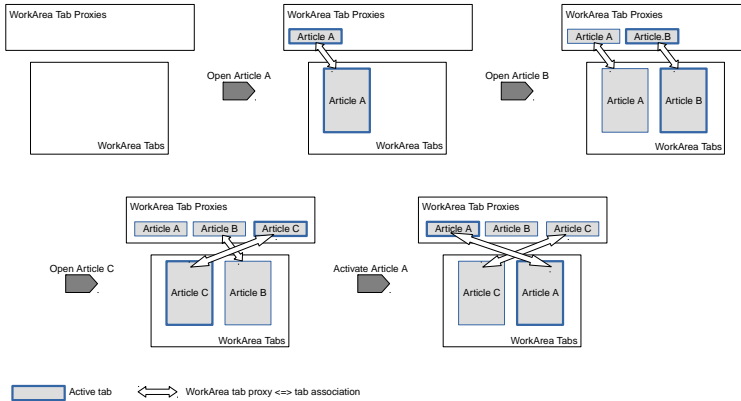 WorkArea Tab Proxies
WorkArea Tabs
Open Article A
WorkArea Tab Proxies
Article A
Article A
WorkArea Tabs
Open Article B
WorkArea Tab Proxies
Article A Article.B
Article A Article B
WorkArea Tabs
Open Article C
WorkArea Tab Proxies
Article A Article B Article C
Article C Article B
WorkArea Tabs
Activate Article A
WorkArea Tab Proxies
Article A Article B Article C
Article C Article A
WorkArea Tabs
Active tab
WorkArea tab proxy <=> tab association